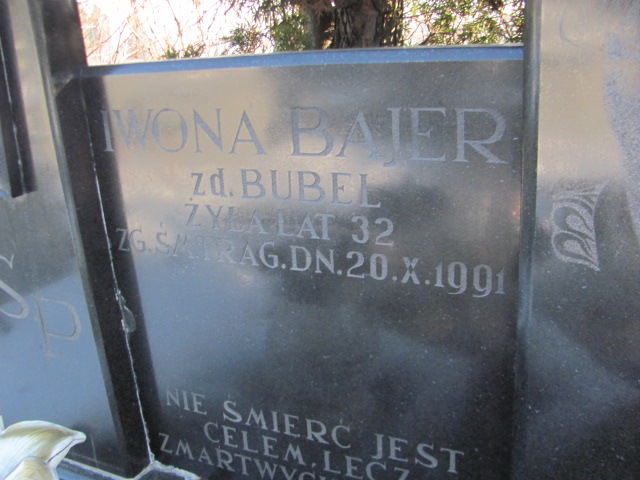 IWONA BAJER
zd. BUBEL
ŻYŁA LAT 32
ZG. ŚM.TRAG. DN. 20.X.1991
NIE ŚMIERĆ JEST
CELEM, LECZ
S P